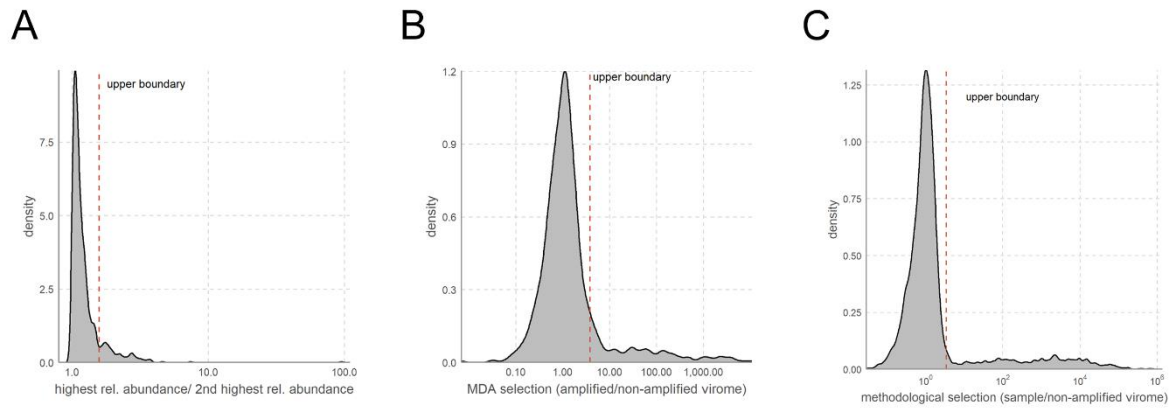 A
B
C
upper boundary
7.5
5.0
2.5
0.0
density
1.0
10.0
100.0
highest rel. abundance/ 2nd highest rel. abundance
upper boundary
1.2
0.9
0.6
0.3
0.0
density
0.10
1.00
10.00
100.00
1,000.00
MDA selection (amplified/non-amplified virome)
upper boundary
1.25
1.00
0.75
0.50
0.25
0.00
density
10⁰
10²
10⁴
10⁶
methodological selection (sample/non-amplified virome)